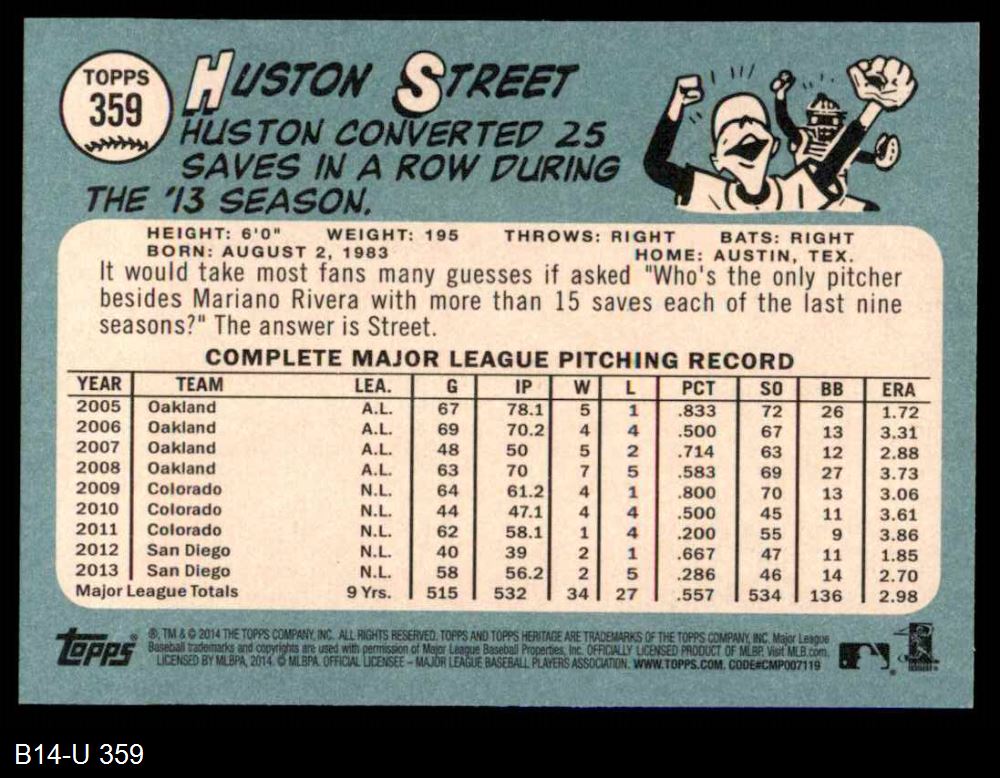 TOPPS
359
HUSTON STREET
HUSTON CONVERTED 25
SAVES IN A ROW DURING
THE '13 SEASON.
HEIGHT: 6'0" WEIGHT: 195 THROWS: RIGHT BATS: RIGHT
BORN: AUGUST 2, 1983 HOME: AUSTIN, TEX.
It would take most fans many guesses if asked "Who's the only pitcher
besides Mariano Rivera with more than 15 saves each of the last nine
seasons?" The answer is Street.
COMPLETE MAJOR LEAGUE PITCHING RECORD
YEAR TEAM LEA. G IP W L PCT SO BB ERA
2005 Oakland A.L. 67 78.1 5 1 .833 72 26 1.72
2006 Oakland A.L. 69 70.2 4 4 .500 67 13 3.31
2007 Oakland A.L. 48 50 5 2 .714 63 12 2.88
2008 Oakland A.L. 63 70 7 5 .583 69 27 3.73
2009 Colorado N.L. 64 61.2 4 1 .800 70 13 3.06
2010 Colorado N.L. 44 47.1 4 4 .500 45 11 3.61
2011 Colorado N.L. 62 58.1 1 4 .200 55 9 3.86
2012 San Diego N.L. 40 39 2 1 .667 47 11 1.85
2013 San Diego N.L. 58 56.2 2 5 .286 46 14 2.70
Major League Totals 9 Yrs. 515 532 34 27 .557 534 136 2.98
Topps®
®, TM & © 2014 THE TOPPS COMPANY, INC. ALL RIGHTS RESERVED. TOPPS AND TOPPS HERITAGE ARE TRADEMARKS OF THE TOPPS COMPANY, INC. Major League
Baseball trademarks and copyrights are used with permission of Major League Baseball Properties, Inc. OFFICIALLY LICENSED PRODUCT OF MLBP. Visit MLB.com.
LICENSED BY MLBPA, 2014. © MLBPA. OFFICIAL LICENSEE – MAJOR LEAGUE BASEBALL PLAYERS ASSOCIATION. WWW.TOPPS.COM. CODE#CMP007119
B14-U 359